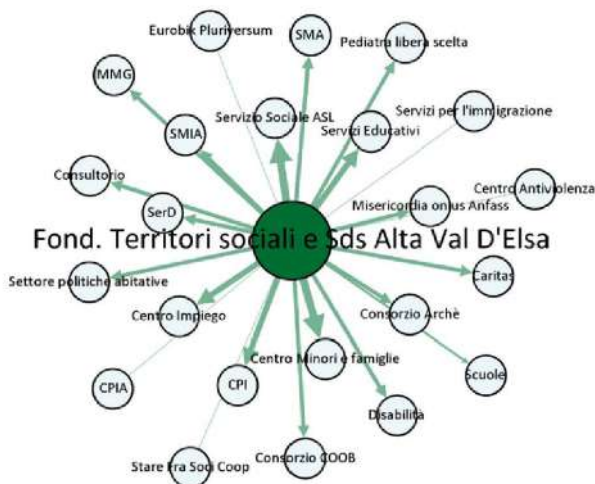 Eurobik Pluriversum
SMA
Pediatra libera scelta
MMG
Servizi per l'immigrazione
Servizio Sociale ASL
SMIA
Servizi Educativi
Consultorio
Centro Antiviolenza
Misericordia onlus Anfass
SerD
Fond. Territori sociali e Sds Alta Val D'Elsa
Settore politiche abitative
Caritas
Centro Impiego
Consorzio Archè
Centro Minori e famiglie
Scuole
CPIA
CPI
Disabilità
Stare Fra Sodi Coop
Consorzio COOB